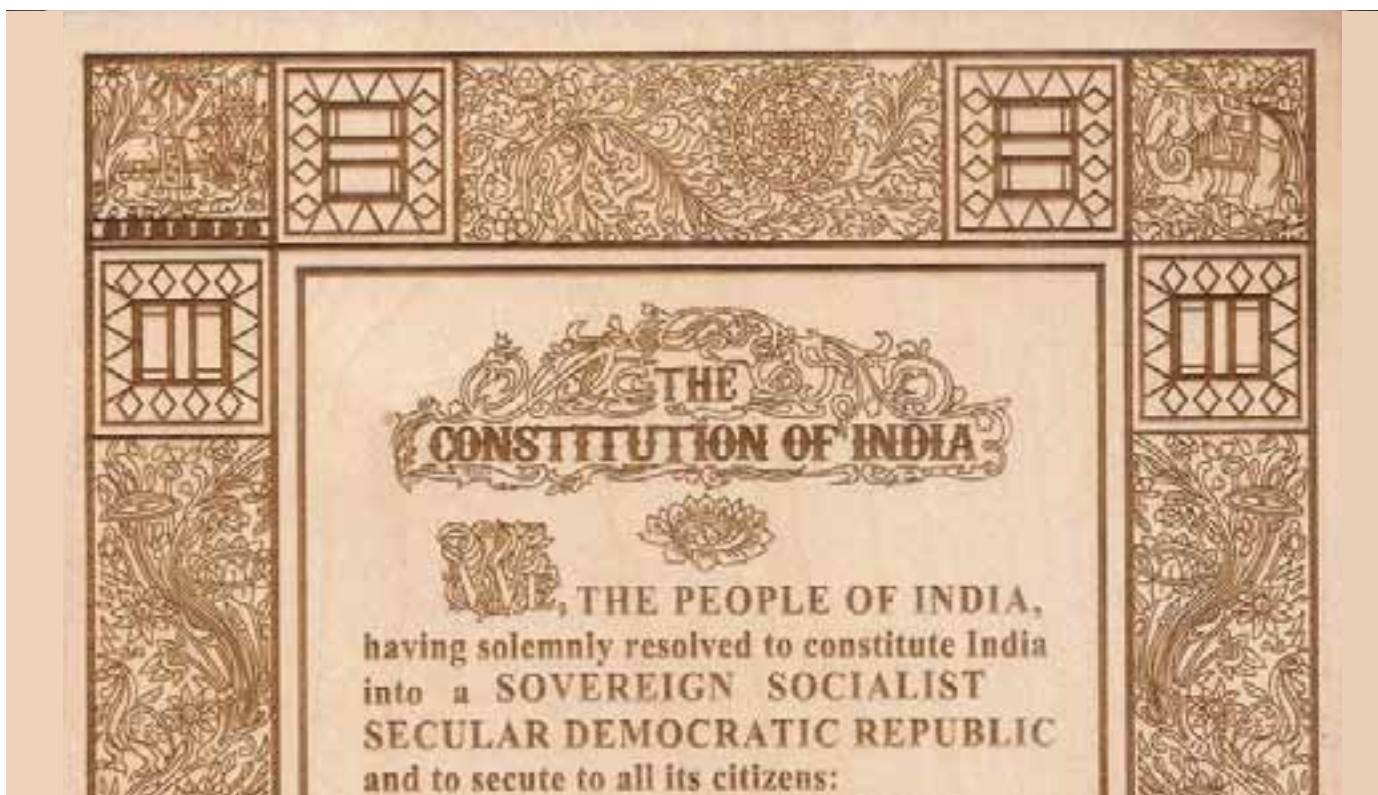 THE
CONSTITUTION OF INDIA
WE, THE PEOPLE OF INDIA,
having solemnly resolved to constitute India
into a SOVEREIGN SOCIALIST
SECULAR DEMOCRATIC REPUBLIC
and to secute to all its citizens: